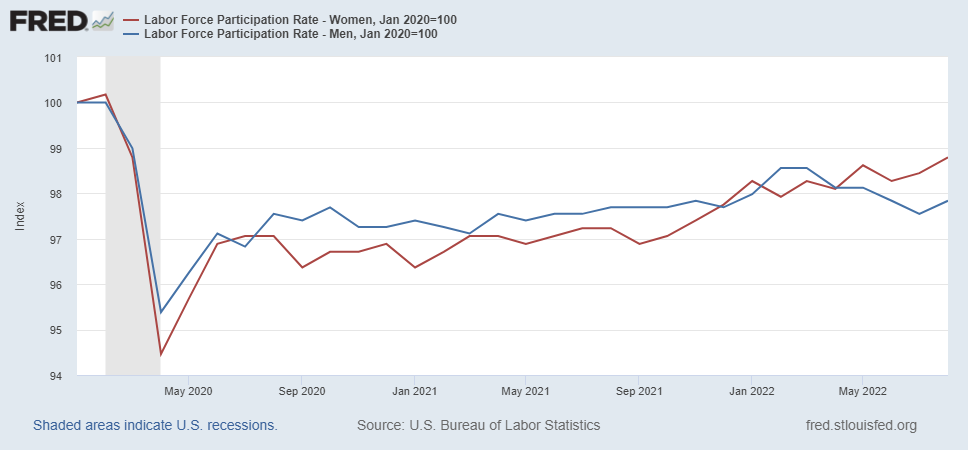 FRED
Labor Force Participation Rate - Women, Jan 2020=100
Labor Force Participation Rate - Men, Jan 2020=100
101
100
99
98
97
96
95
94
Index
May 2020
Sep 2020
Jan 2021
May 2021
Sep 2021
Jan 2022
May 2022
Shaded areas indicate U.S. recessions.
Source: U.S. Bureau of Labor Statistics
fred.stlouisfed.org